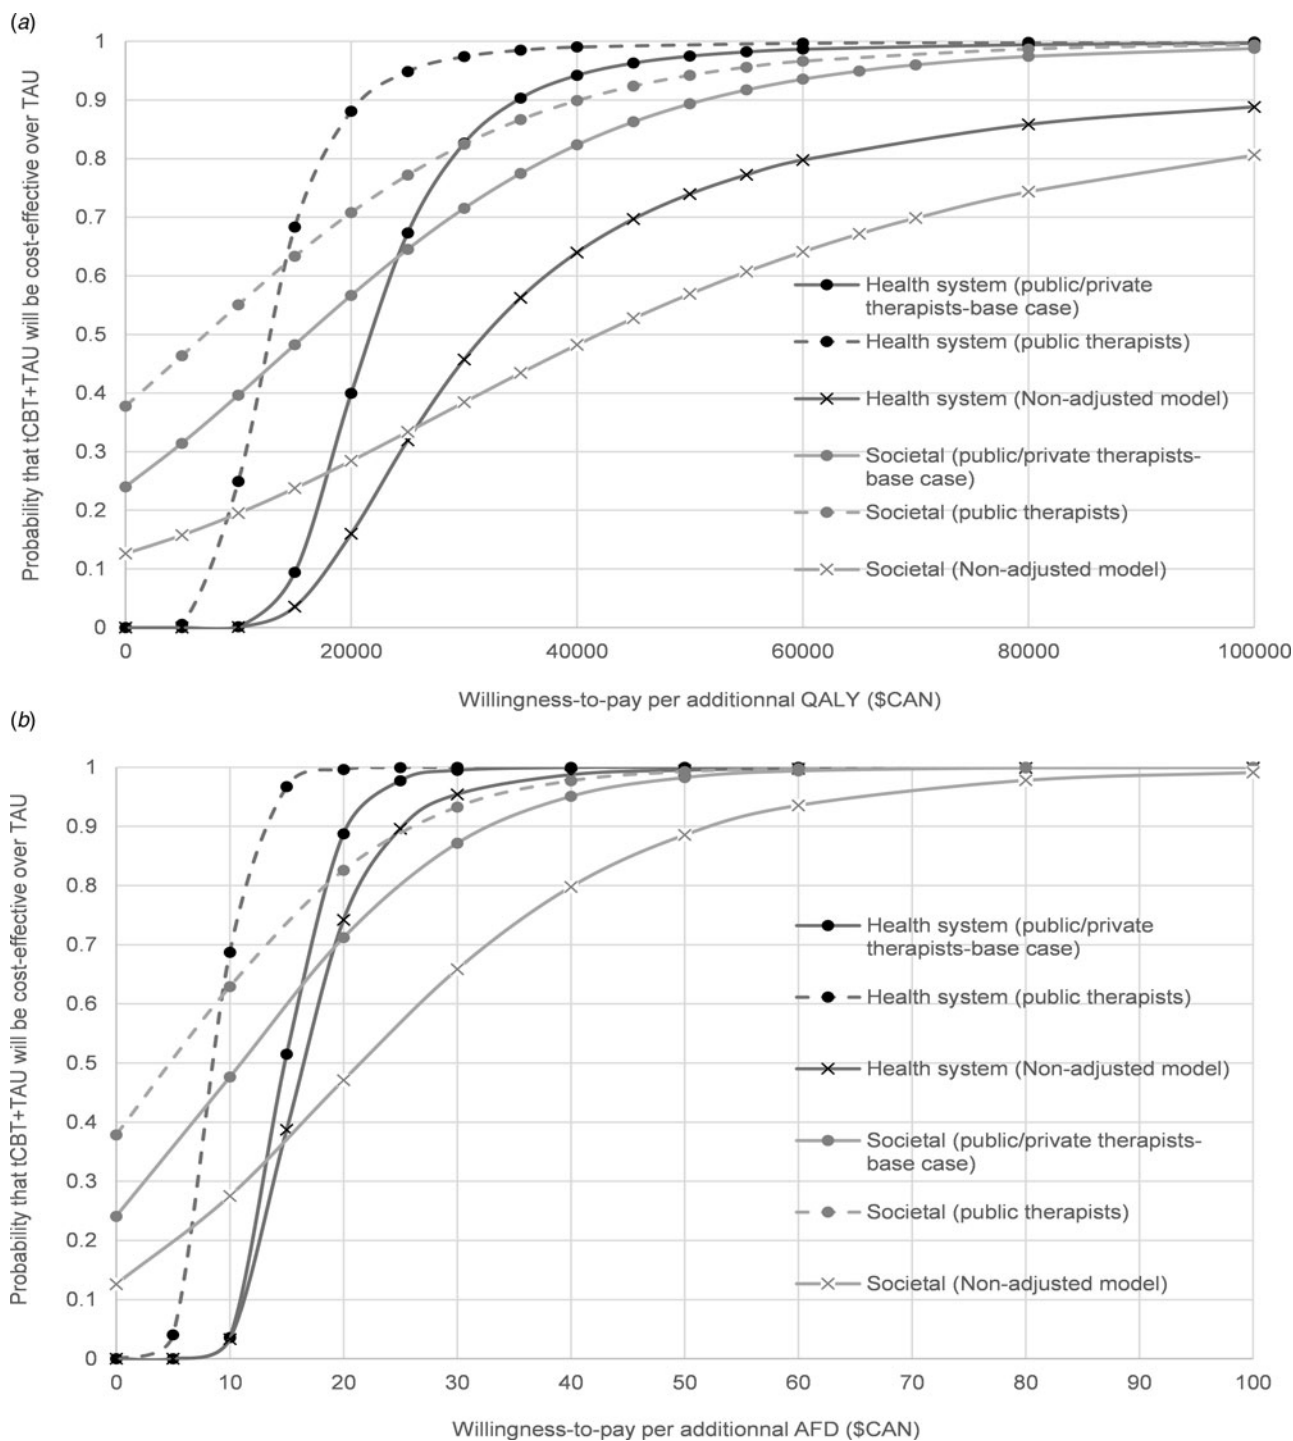 (a)
Probability that tCBT+TAU will be cost-effective over TAU
1
0.9
0.8
0.7
0.6
0.5
0.4
0.3
0.2
0.1
0
Health system (public/private
therapists-base case)
Health system (public therapists)
Health system (Non-adjusted model)
Societal (public/private therapists-
base case)
Societal (public therapists)
Societal (Non-adjusted model)
0 20000 40000 60000 80000 100000
Willingness-to-pay per additionnal QALY ($CAN)
(b)
Probability that tCBT+TAU will be cost-effective over TAU
1
0.9
0.8
0.7
0.6
0.5
0.4
0.3
0.2
0.1
0
Health system (public/private
therapists-base case)
Health system (public therapists)
Health system (Non-adjusted model)
Societal (public/private therapists-
base case)
Societal (public therapists)
Societal (Non-adjusted model)
0 10 20 30 40 50 60 70 80 90 100
Willingness-to-pay per additionnal AFD ($CAN)